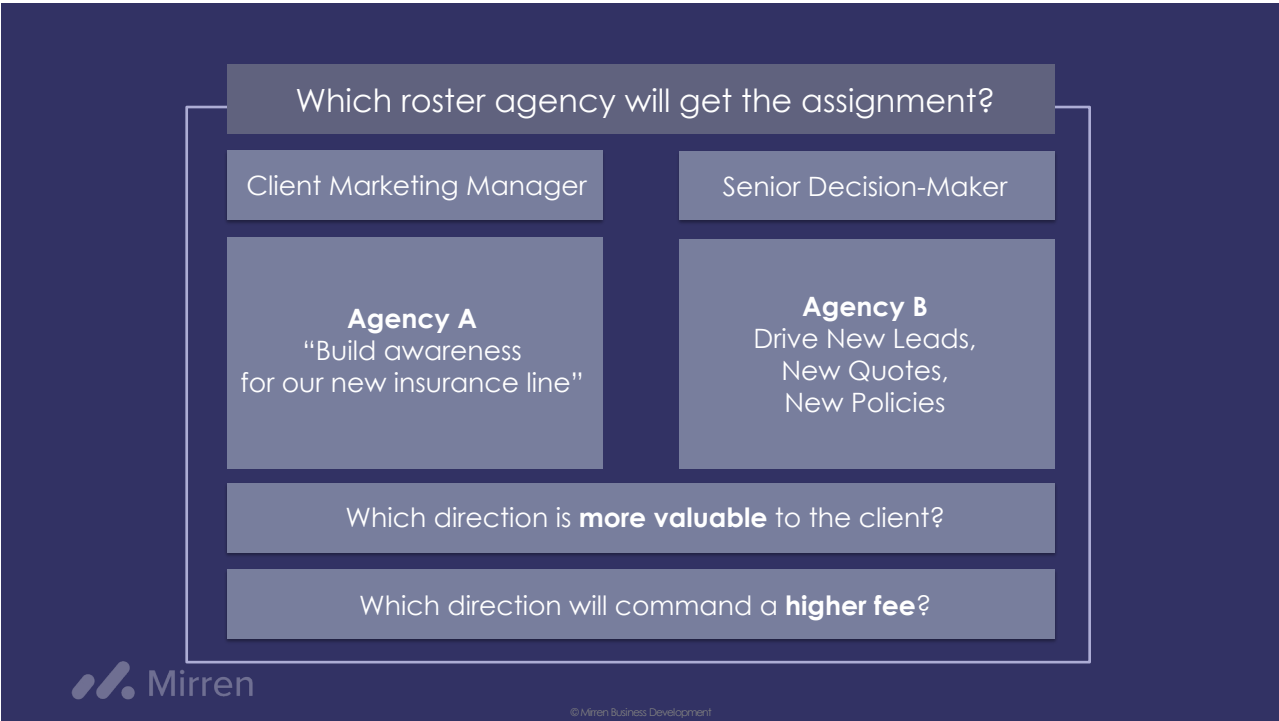 Which roster agency will get the assignment?
Client Marketing Manager
Senior Decision-Maker
Agency A
“Build awareness
for our new insurance line”
Agency B
Drive New Leads,
New Quotes,
New Policies
Which direction is more valuable to the client?
Which direction will command a higher fee?
Mirren
© Mirren Business Development